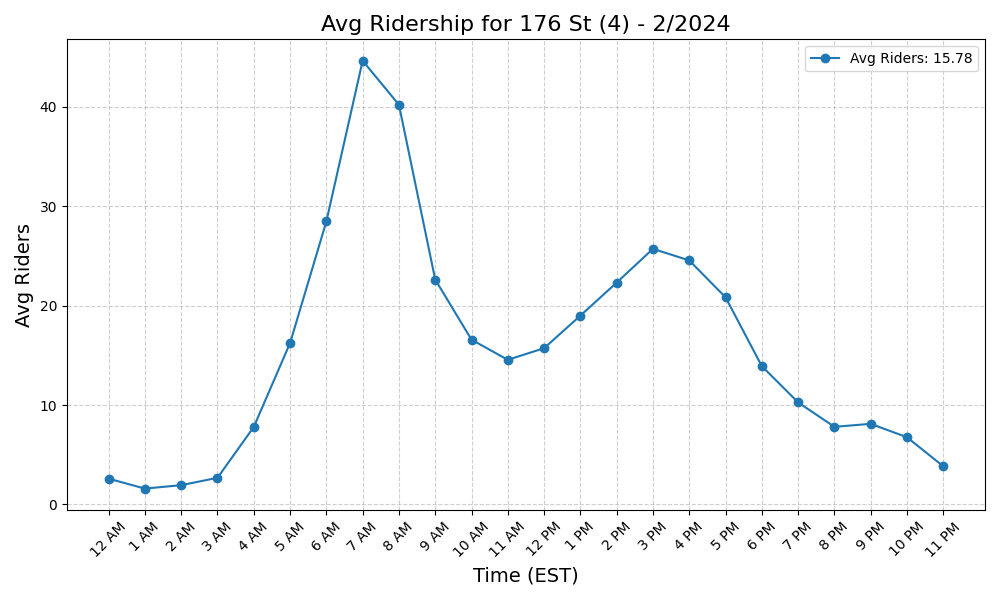 Avg Ridership for 176 St (4) - 2/2024
Avg Riders: 15.78
Avg Riders
40
30
20
10
0
12 AM
1 AM
2 AM
3 AM
4 AM
5 AM
6 AM
7 AM
8 AM
9 AM
10 AM
11 AM
12 PM
1 PM
2 PM
3 PM
4 PM
5 PM
6 PM
7 PM
8 PM
9 PM
10 PM
11 PM
Time (EST)